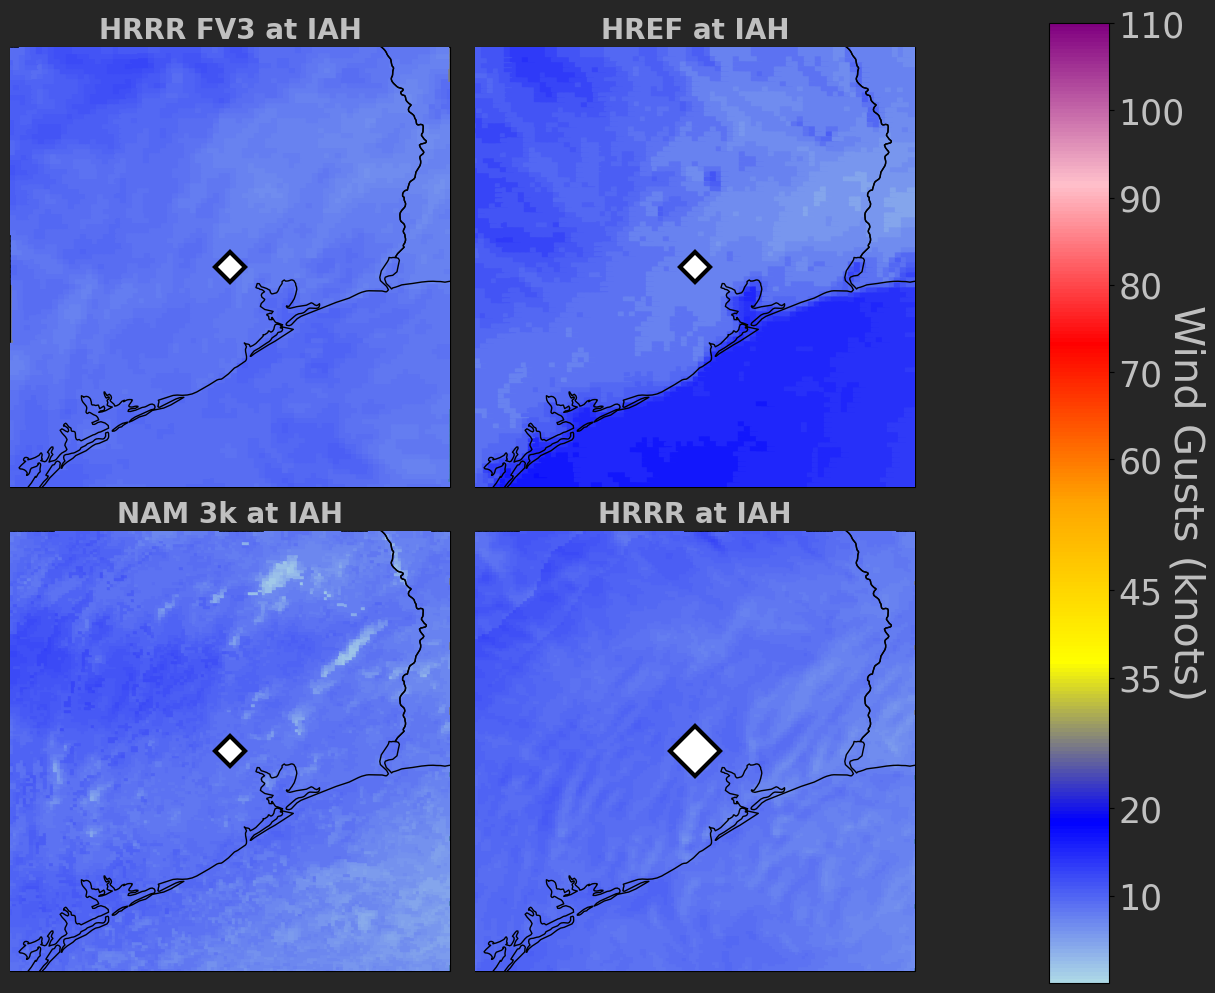 HRRR FV3 at IAH
HREF at IAH
NAM 3k at IAH
HRRR at IAH
110
100
90
80
70
60
45
35
20
10
Wind Gusts (knots)